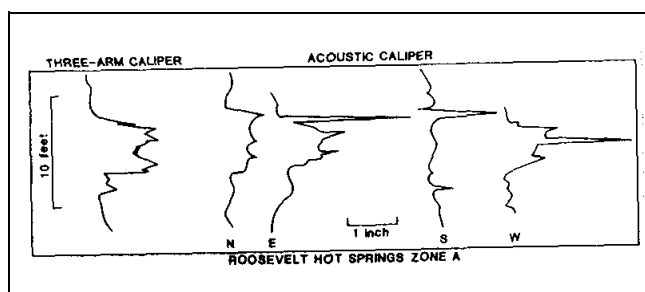 THREE-ARM CALIPER
ACOUSTIC CALIPER
10 feet
1 inch
N
E
S
W
ROOSEVELT HOT SPRINGS ZONE A